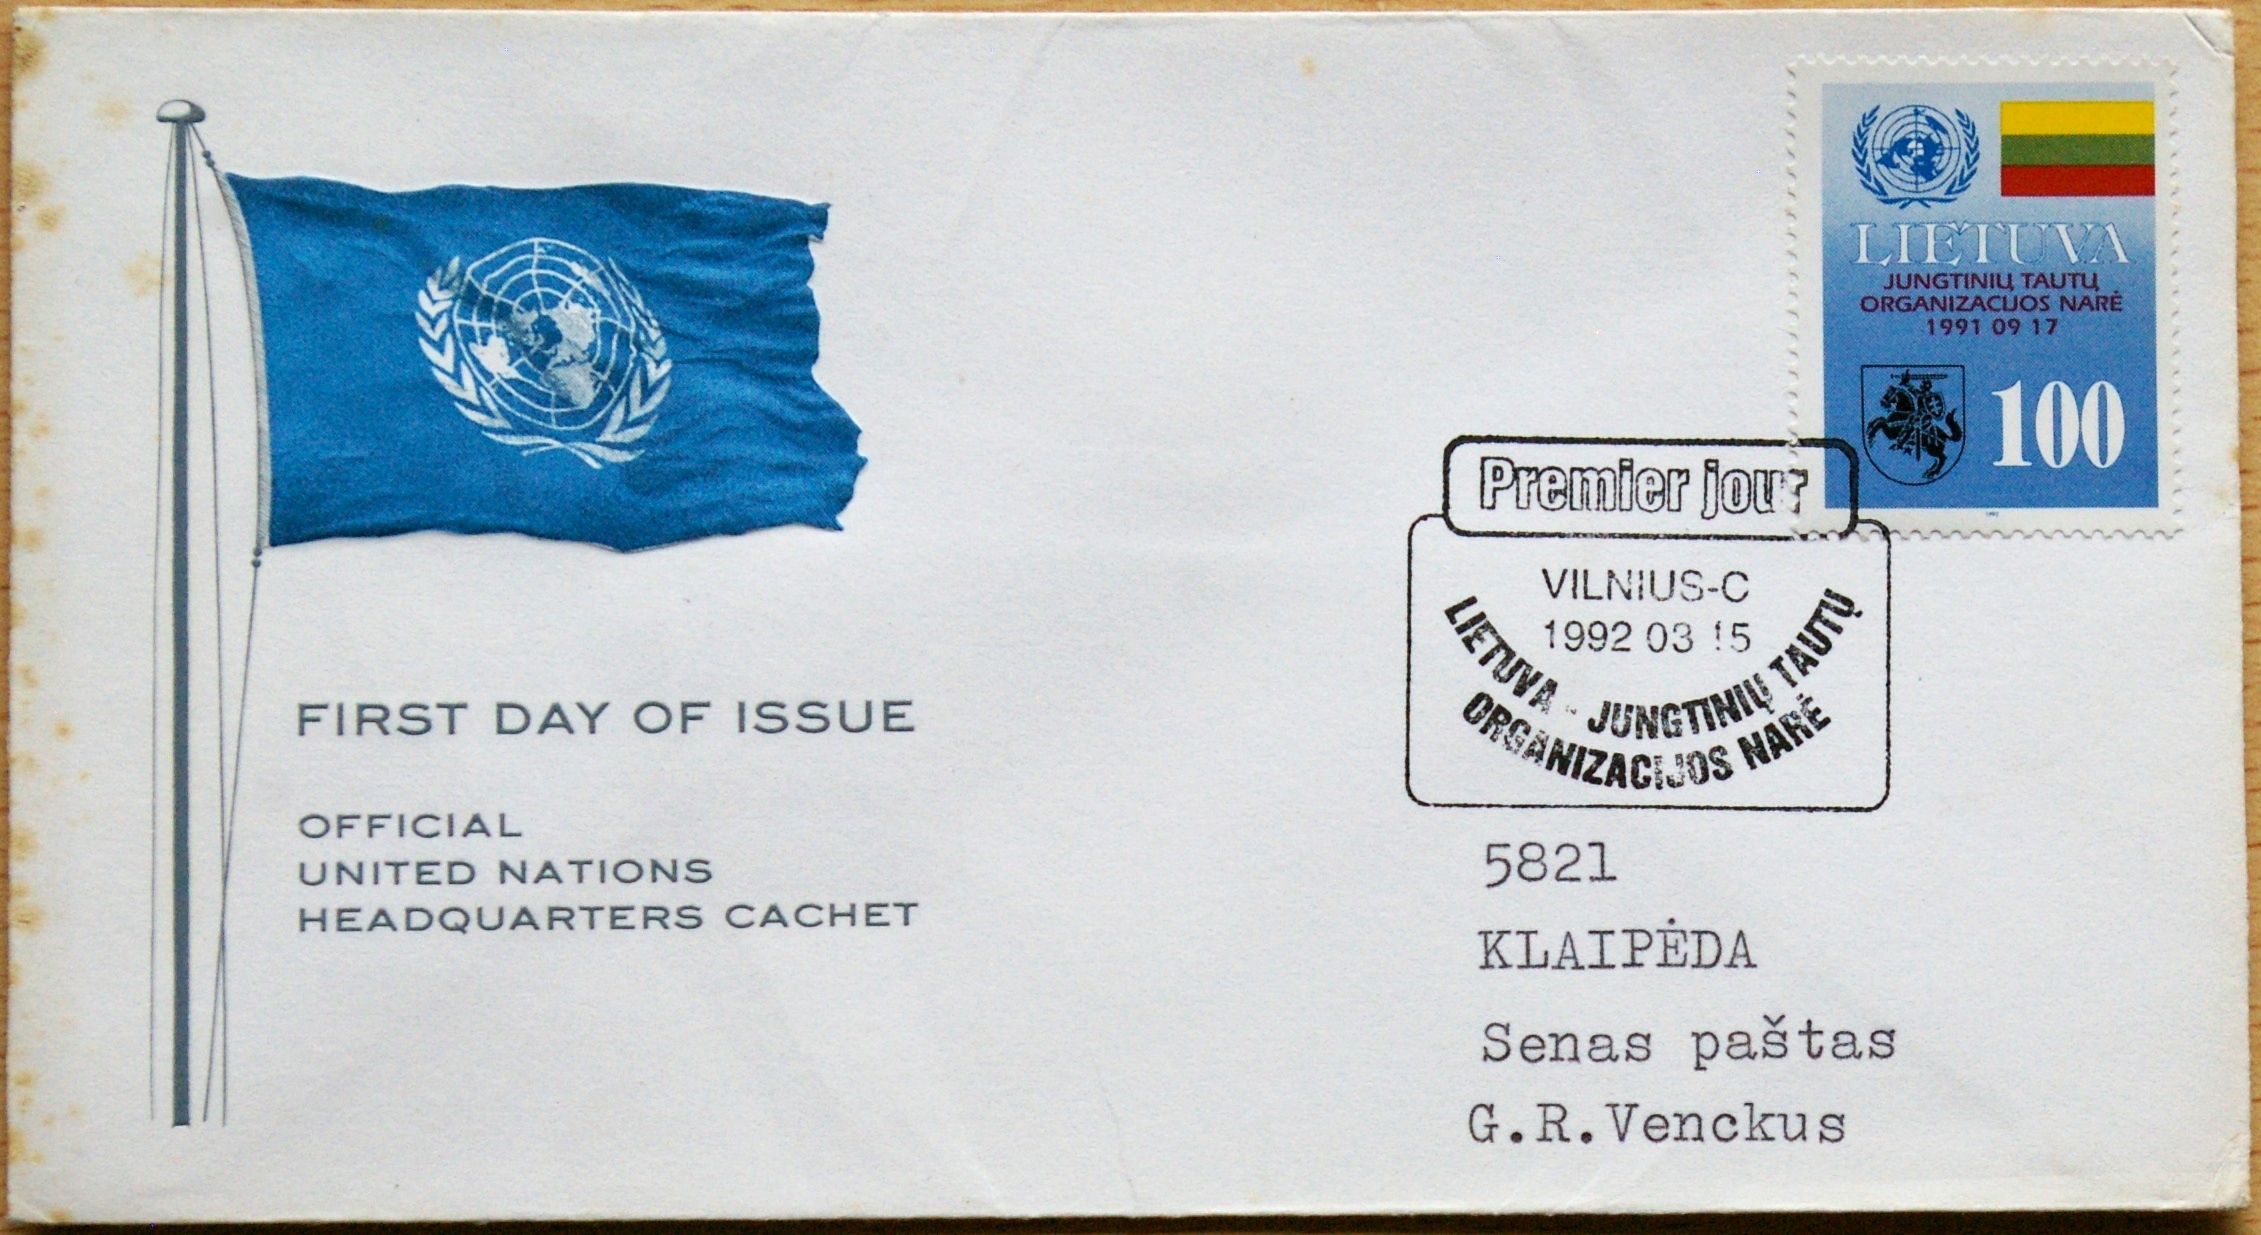 FIRST DAY OF ISSUE
OFFICIAL
UNITED NATIONS
HEADQUARTERS CACHET
LIETUVA
JUNGTINIŲ TAUTŲ
ORGANIZACIJOS NARĖ
1991 09 17
100
Premier jour
VILNIUS-C
1992 03 15
LIETUVA - JUNGTINIŲ TAUTŲ
ORGANIZACIJOS NARĖ
5821
KLAIPĖDA
Senas paštas
G.R.Venckus